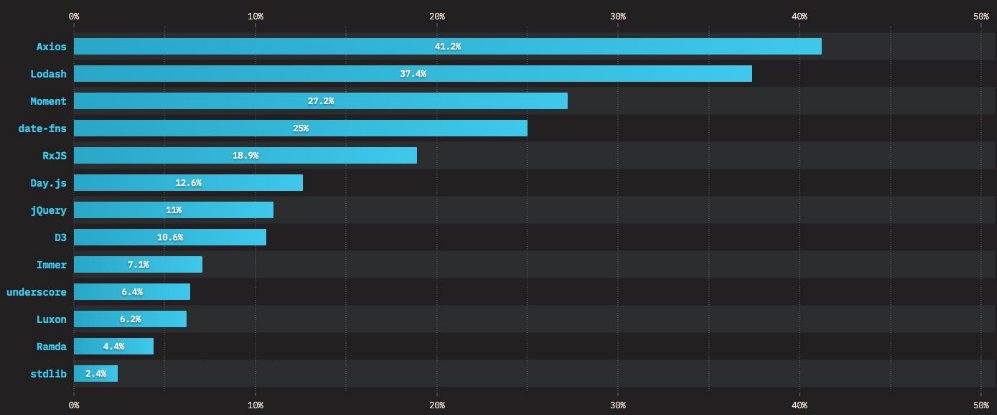 0% 10% 20% 30% 40% 50%
Axios 41.2%
Lodash 37.4%
Moment 27.2%
date-fns 25%
RxJS 18.9%
Day.js 12.6%
jQuery 11%
D3 10.6%
Immer 7.1%
underscore 6.4%
Luxon 6.2%
Ramda 4.4%
stdlib 2.4%
0% 10% 20% 30% 40% 50%